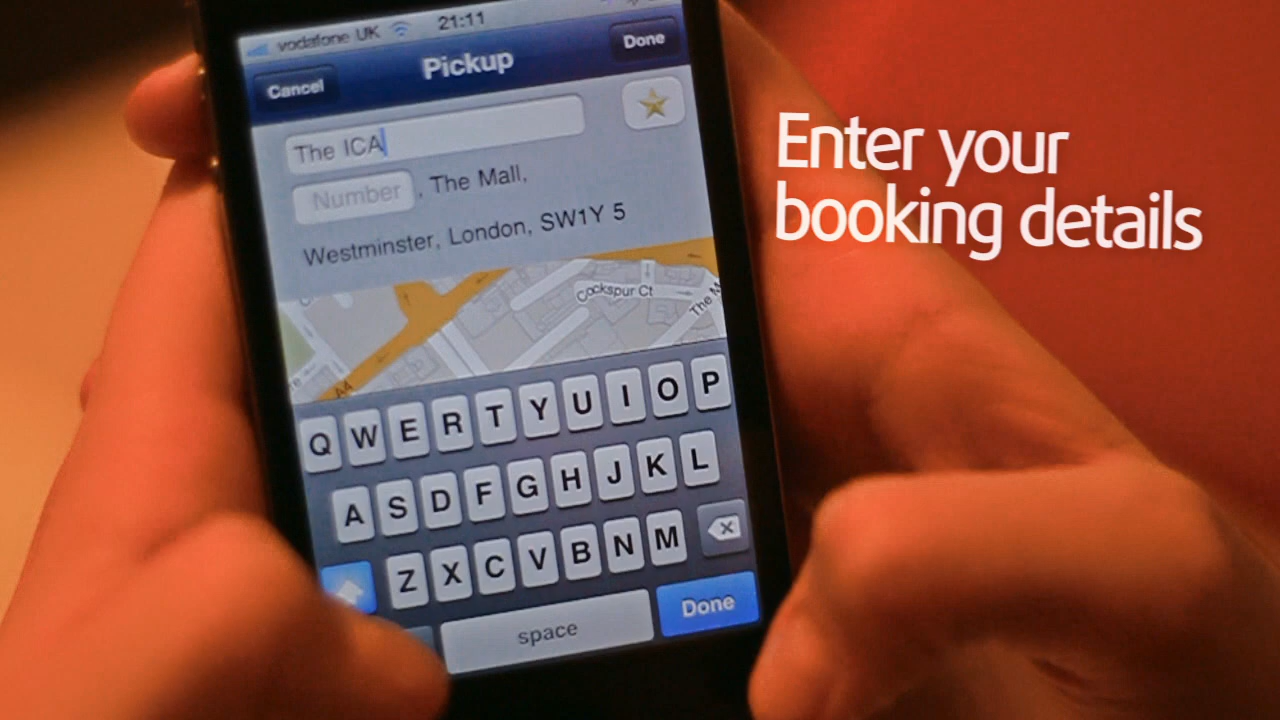 vodafone UK 21:11
Cancel Pickup Done
The ICA
Number , The Mall,
Westminster, London, SW1Y 5
Cockspur Ct
The M
A4
Q W E R T Y U I O P
A S D F G H J K L
Z X C V B N M
space Done
Enter your
booking details